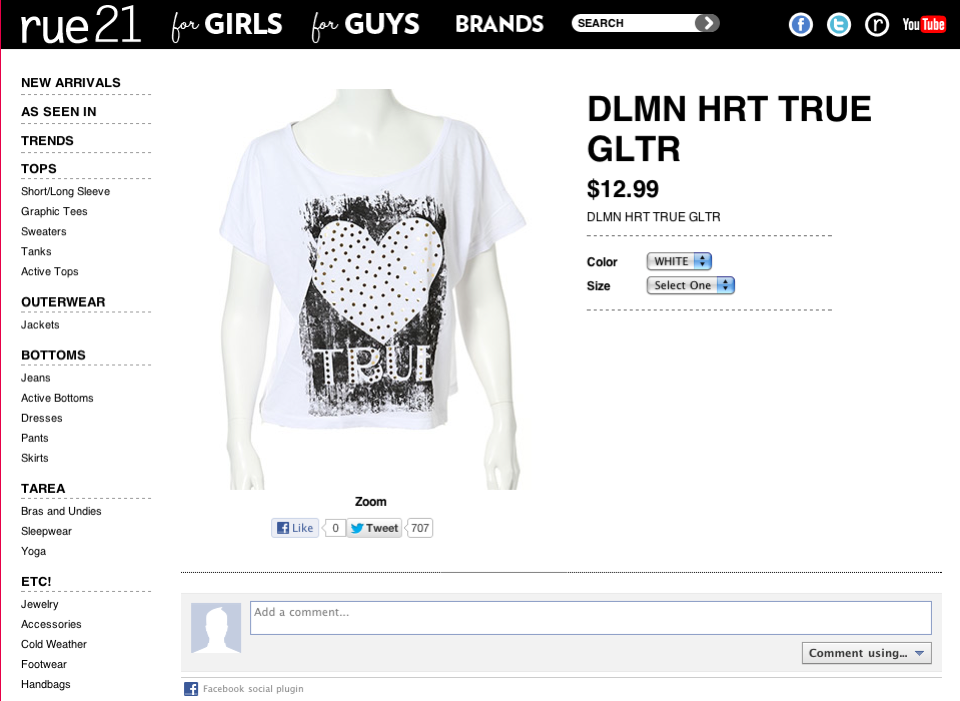 rue21
for GIRLS
for GUYS
BRANDS
SEARCH
You Tube
NEW ARRIVALS
AS SEEN IN
TRENDS
TOPS
Short/Long Sleeve
Graphic Tees
Sweaters
Tanks
Active Tops
OUTERWEAR
Jackets
BOTTOMS
Jeans
Active Bottoms
Dresses
Pants
Skirts
TAREA
Bras and Undies
Sleepwear
Yoga
ETC!
Jewelry
Accessories
Cold Weather
Footwear
Handbags
TRUE
Zoom
Like 0 Tweet 707
DLMN HRT TRUE
GLTR
$12.99
DLMN HRT TRUE GLTR
Color WHITE
Size Select One
Add a comment...
Comment using...
Facebook social plugin